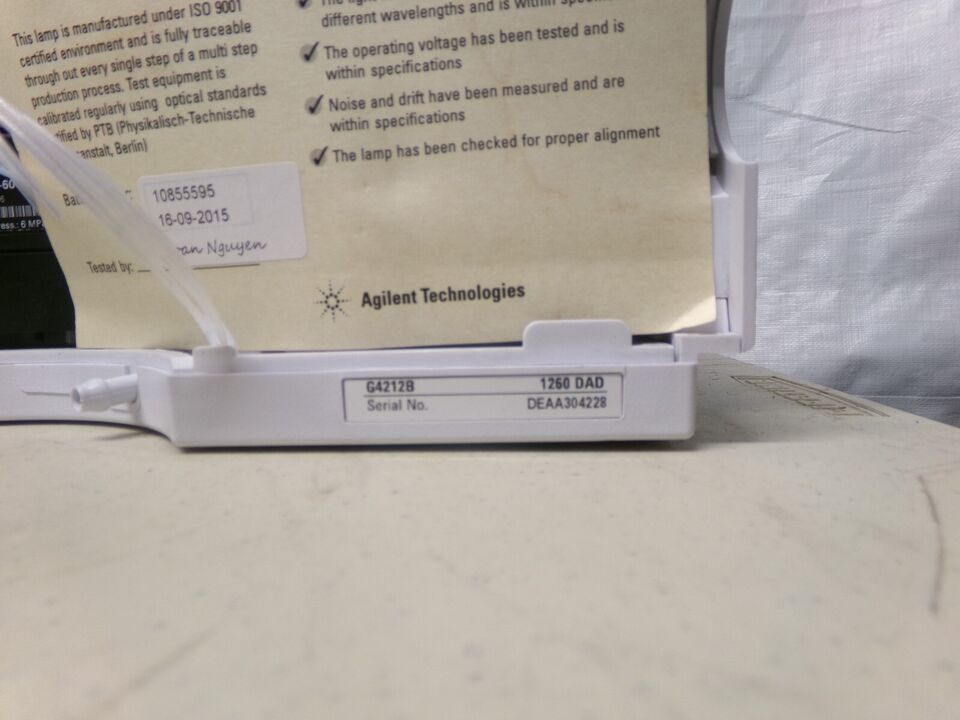 This lamp is manufactured under ISO 9001
certified environment and is fully traceable
through out every single step of a multi step
production process. Test equipment is
calibrated regularly using optical standards
by PTB (Physikalisch-Technische
anstalt, Berlin)
10855595
16-09-2015
Nguyen
Tested by:
The light
different wavelengths and is within
The operating voltage has been tested and is
within specifications
Noise and drift have been measured and are
within specifications
The lamp has been checked for proper alignment
Agilent Technologies
G4212B 1260 DAD
Serial No. DEAA304228